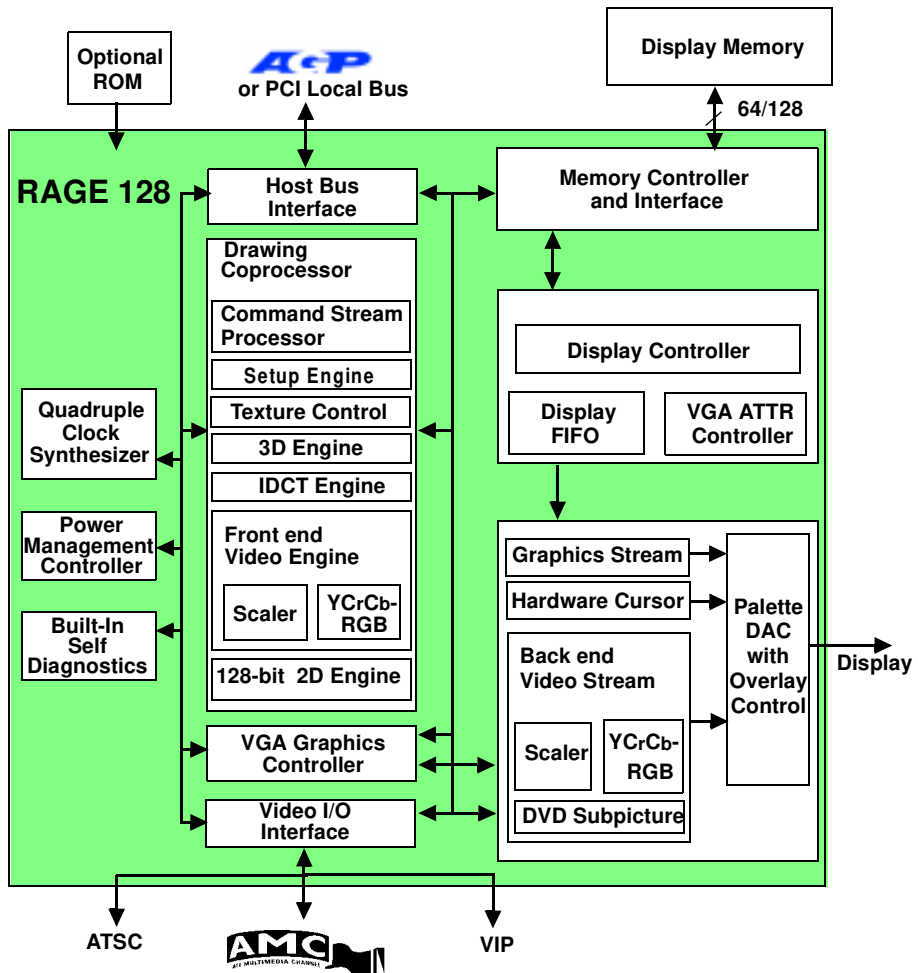 Optional
ROM
AGP
or PCI Local Bus
Display Memory
64/128
RAGE 128
Host Bus
Interface
Memory Controller
and Interface
Drawing
Coprocessor
Command Stream
Processor
Setup Engine
Texture Control
3D Engine
IDCT Engine
Front end
Video Engine
Scaler
YCrCb-
RGB
128-bit 2D Engine
Quadruple
Clock
Synthesizer
Power
Management
Controller
Built-In
Self
Diagnostics
VGA Graphics
Controller
Video I/O
Interface
Display Controller
Display
FIFO
VGA ATTR
Controller
Graphics Stream
Hardware Cursor
Back end
Video Stream
Scaler
YCrCb-
RGB
DVD Subpicture
Palette
DAC
with
Overlay
Control
Display
ATSC
AMC
ATI MULTIMEDIA CHANNEL
VIP